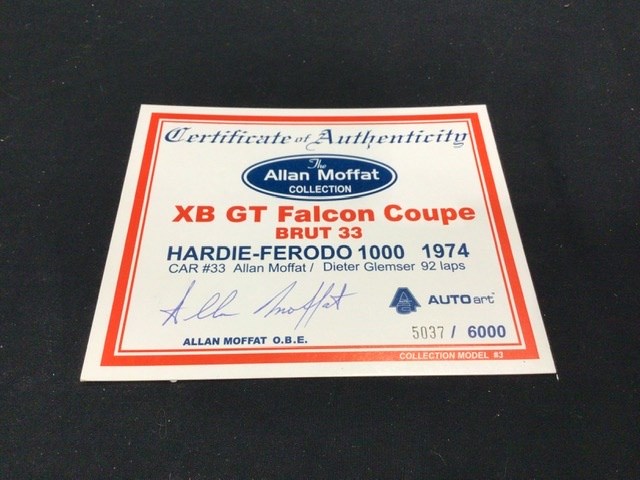 Certificate of Authenticity
The
Allan Moffat
COLLECTION
XB GT Falcon Coupe
BRUT 33
HARDIE-FERODO 1000 1974
CAR #33 Allan Moffat / Dieter Glemser 92 laps
Allan Moffat
AUTOart™
5037 / 6000
ALLAN MOFFAT O.B.E.
COLLECTION MODEL #3